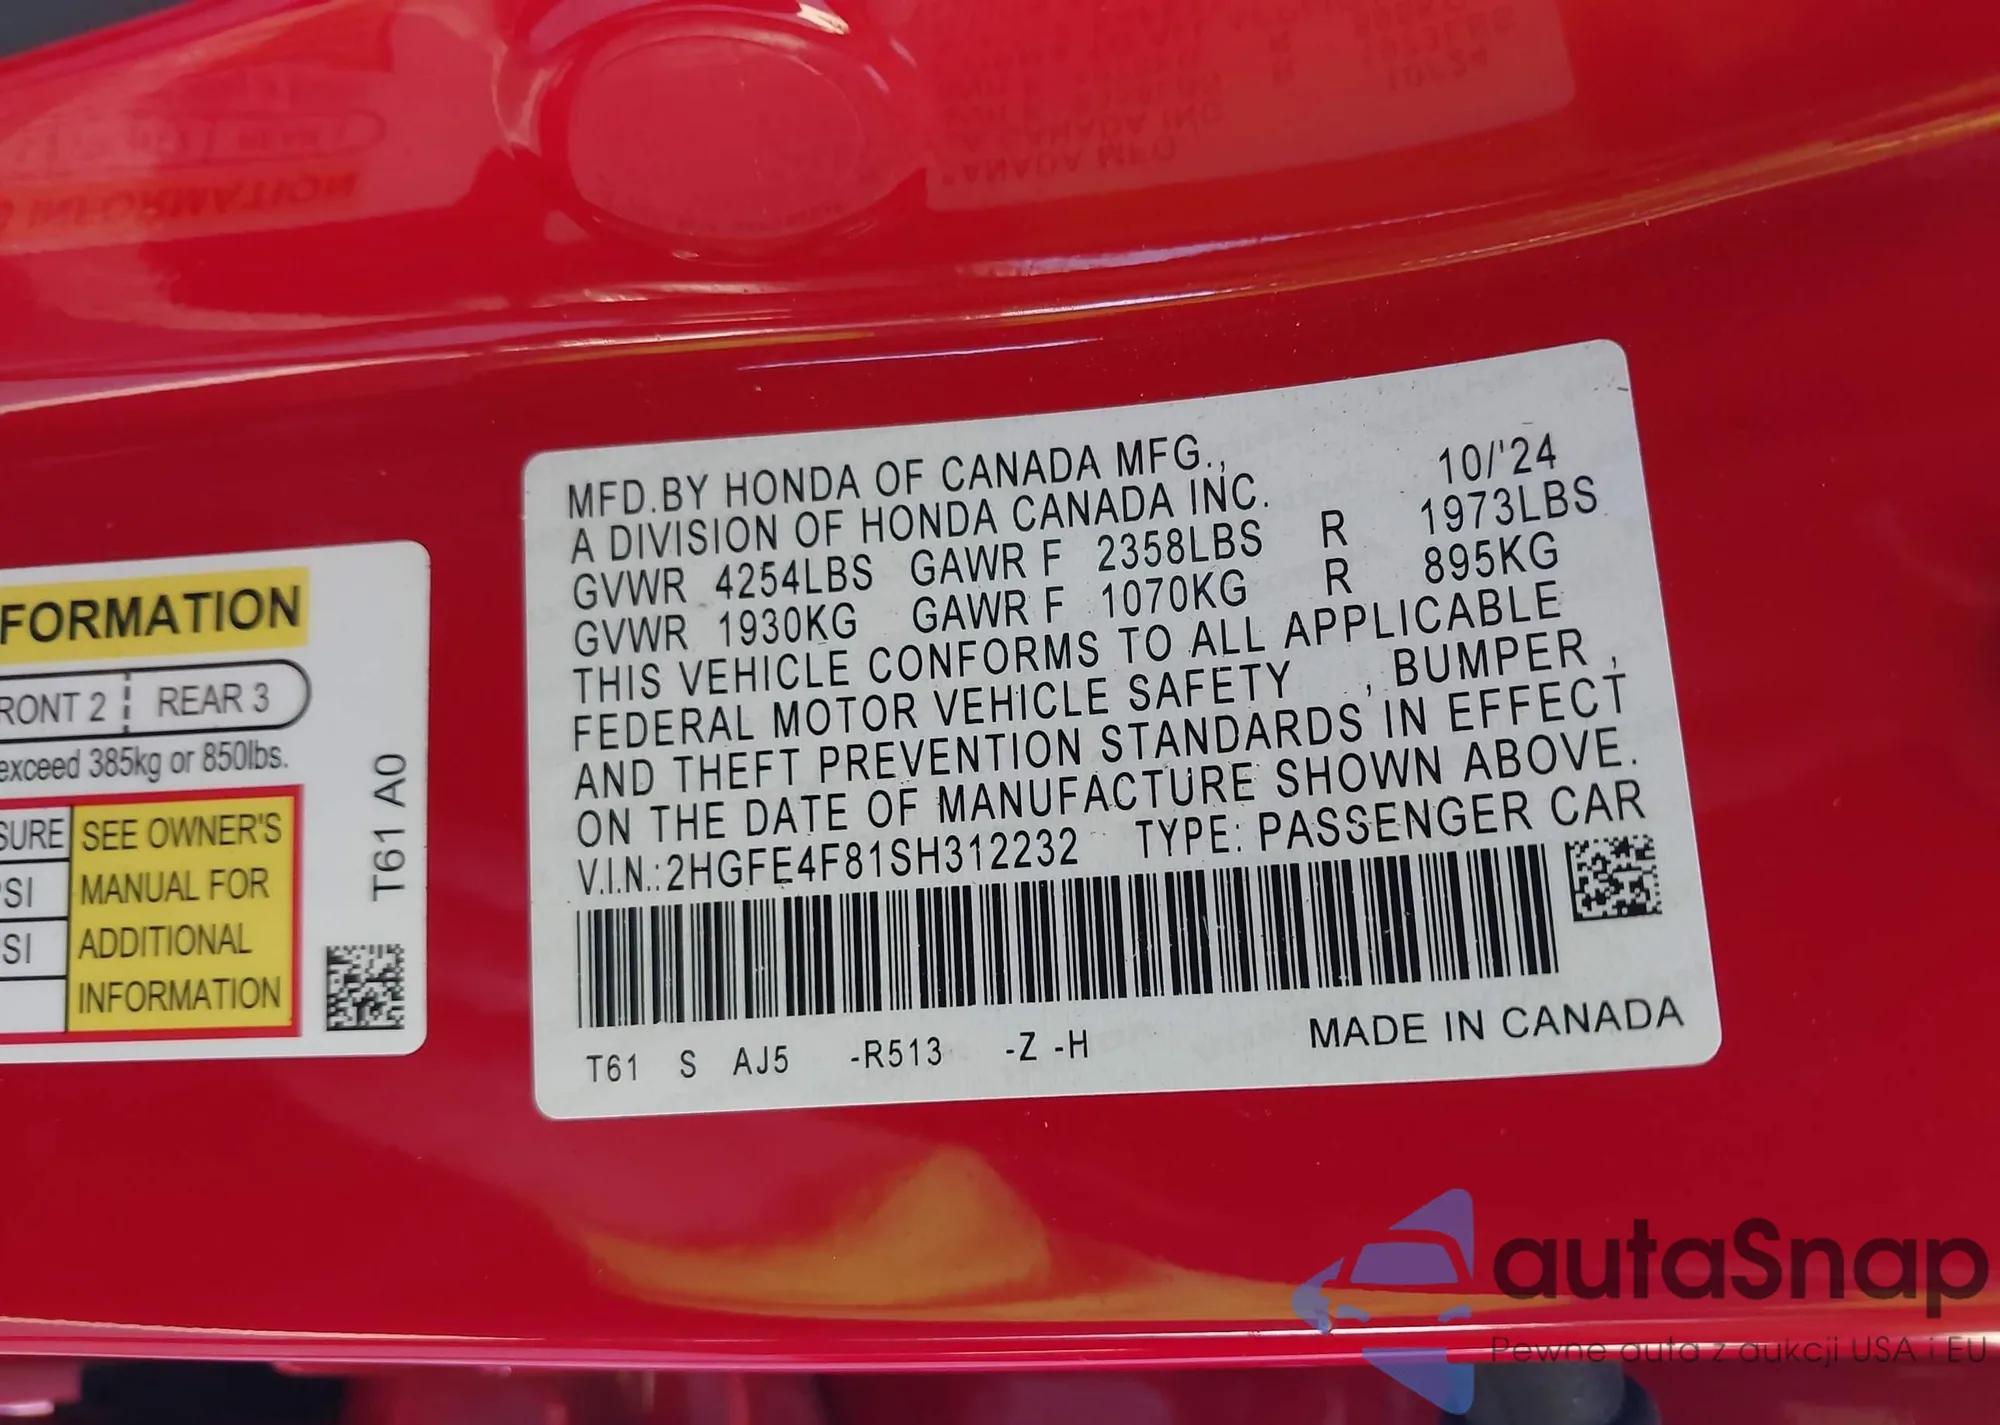 FORMATION
RONT 2 REAR 3
exceed 385kg or 850lbs.
SURE SEE OWNER'S
SI MANUAL FOR
SI ADDITIONAL
INFORMATION
T61 A0
MFD.BY HONDA OF CANADA MFG., 10/'24
A DIVISION OF HONDA CANADA INC.
GVWR 4254LBS GAWR F 2358LBS R 1973LBS
GVWR 1930KG GAWR F 1070KG R 895KG
THIS VEHICLE CONFORMS TO ALL APPLICABLE
FEDERAL MOTOR VEHICLE SAFETY , BUMPER ,
AND THEFT PREVENTION STANDARDS IN EFFECT
ON THE DATE OF MANUFACTURE SHOWN ABOVE.
V.I.N.:2HGFE4F81SH312232 TYPE: PASSENGER CAR
T61 S AJ5 -R513 -Z -H MADE IN CANADA
autaSnap
Pewne auta z aukcji USA i EU